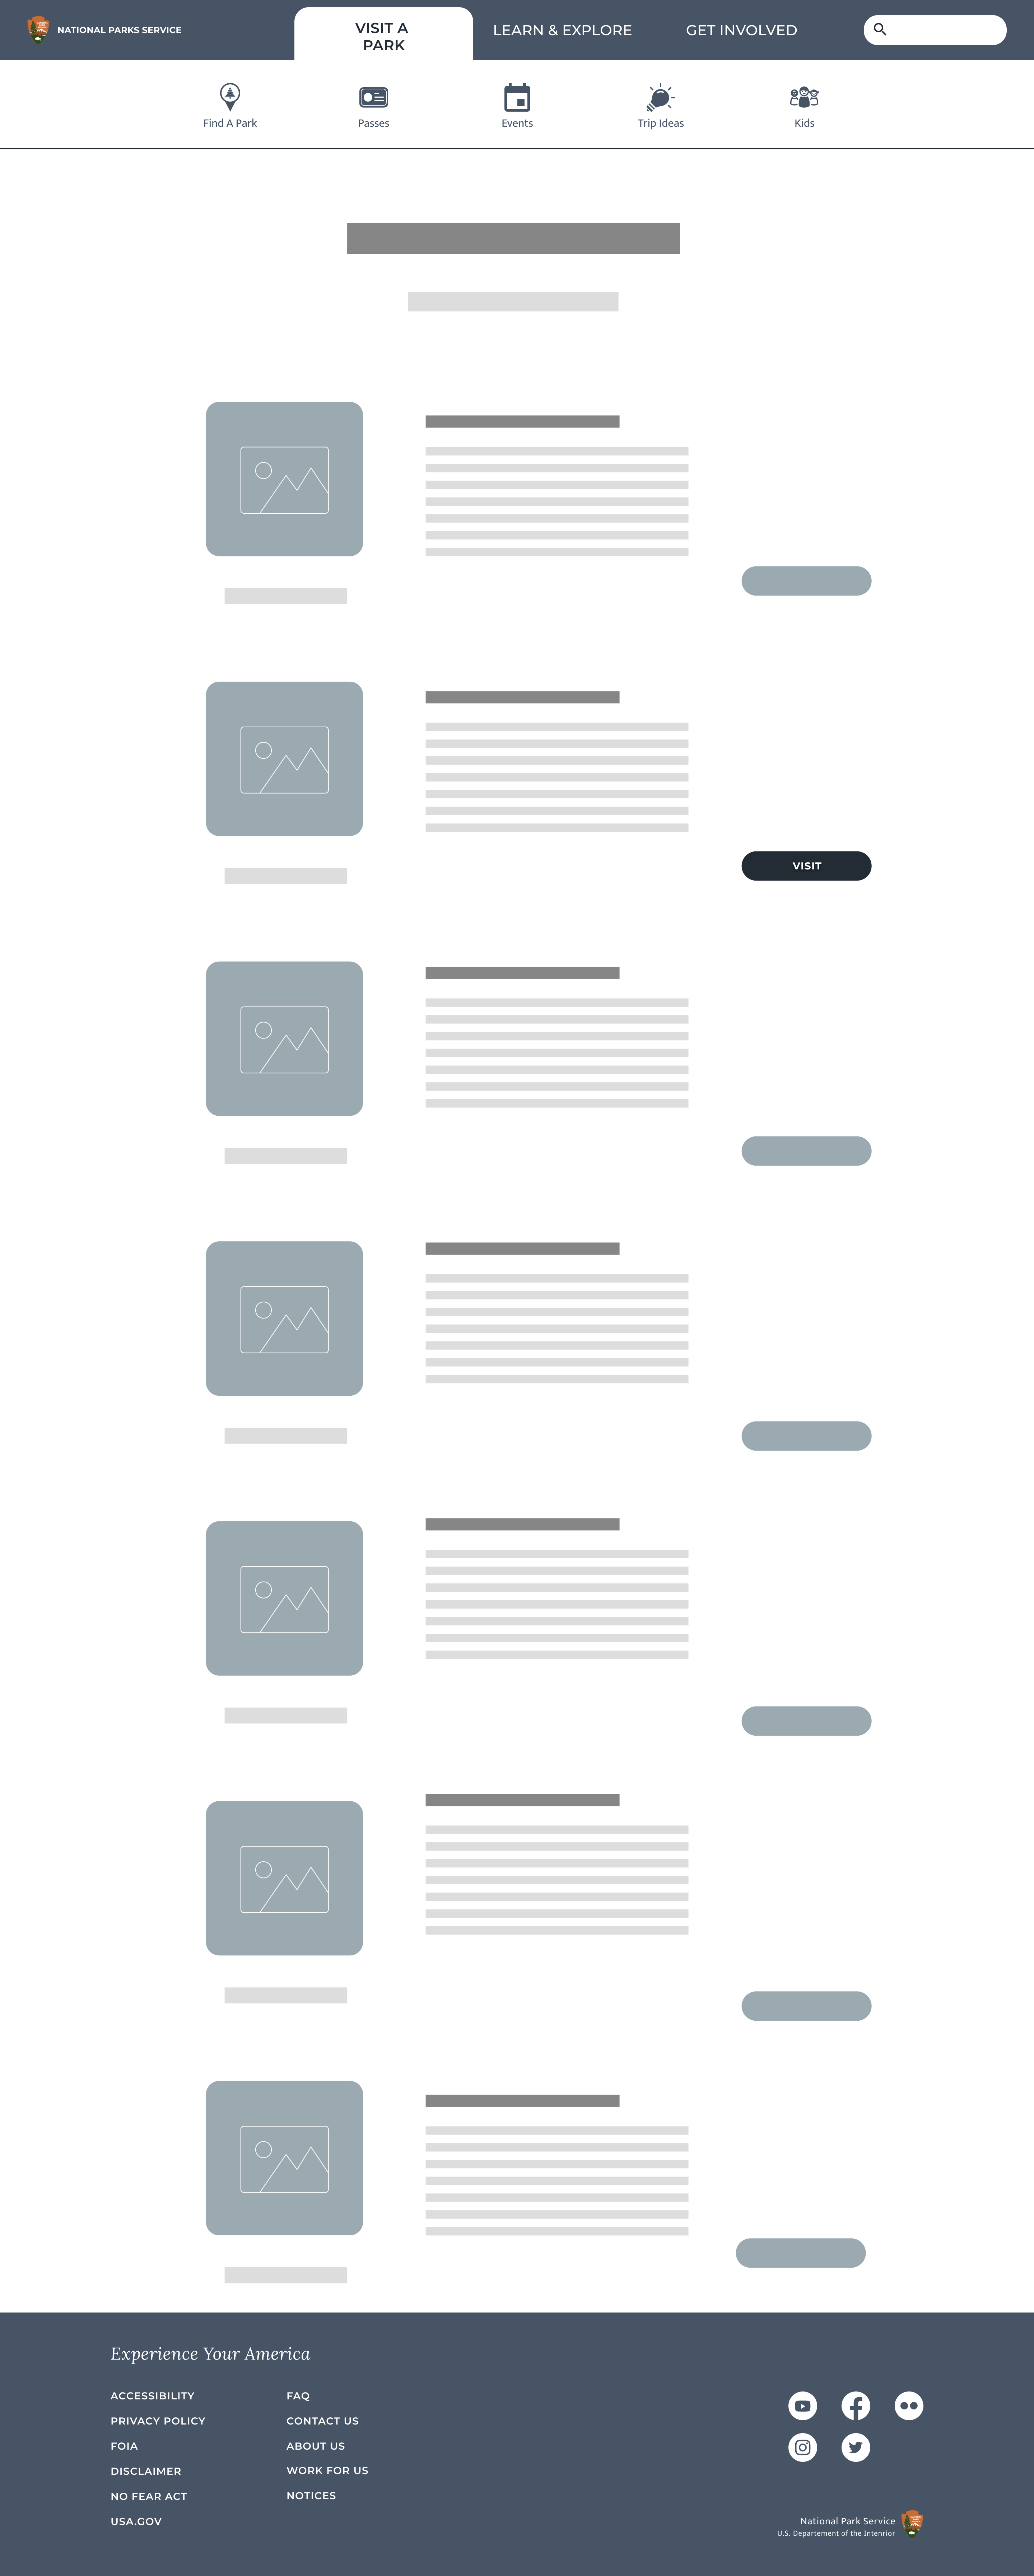 NATIONAL PARKS SERVICE
VISIT A
PARK
LEARN & EXPLORE
GET INVOLVED
Find A Park
Passes
Events
Trip Ideas
Kids
VISIT
Experience Your America
ACCESSIBILITY
PRIVACY POLICY
FOIA
DISCLAIMER
NO FEAR ACT
USA.GOV
FAQ
CONTACT US
ABOUT US
WORK FOR US
NOTICES
National Park Service
U.S. Departement of the Intenrior